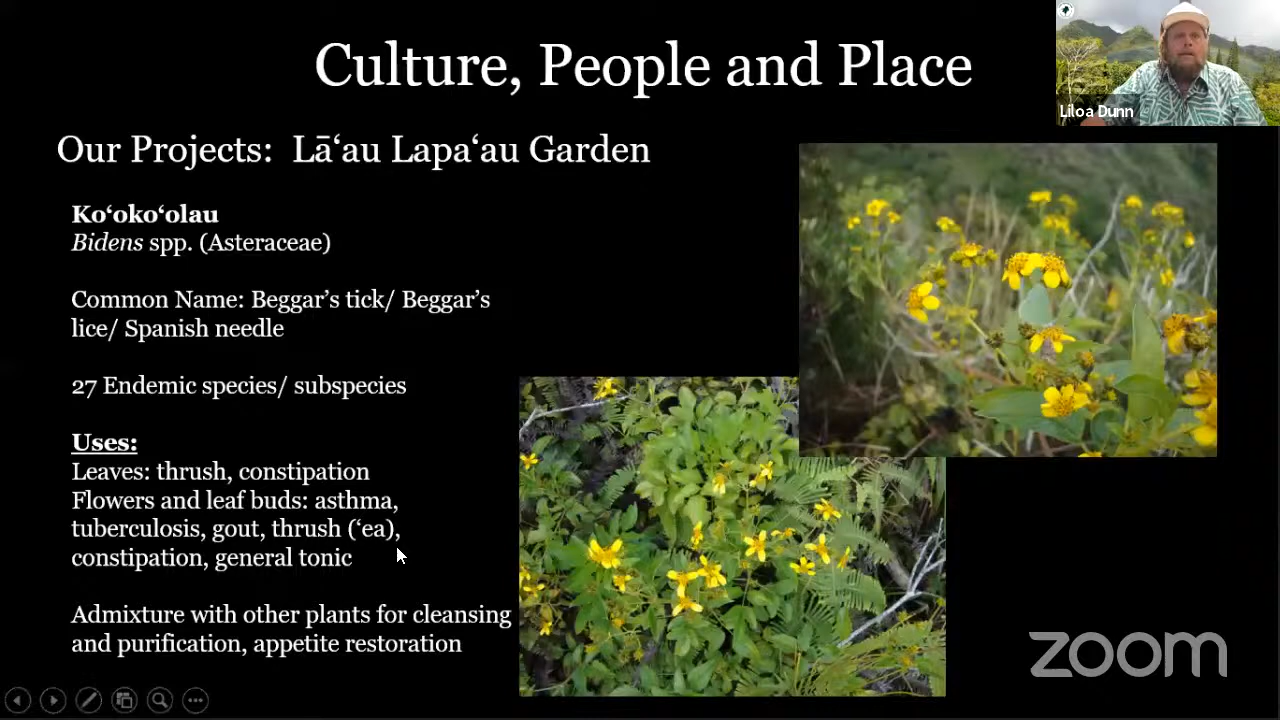 Culture, People and Place
Liloa Dunn
Our Projects:  Lāʻau Lapaʻau Garden
Koʻokoʻolau
Bidens spp. (Asteraceae)
Common Name: Beggar’s tick/ Beggar’s
lice/ Spanish needle
27 Endemic species/ subspecies
Uses:
Leaves: thrush, constipation
Flowers and leaf buds: asthma,
tuberculosis, gout, thrush (ʻea),
constipation, general tonic
Admixture with other plants for cleansing
and purification, appetite restoration
zoom